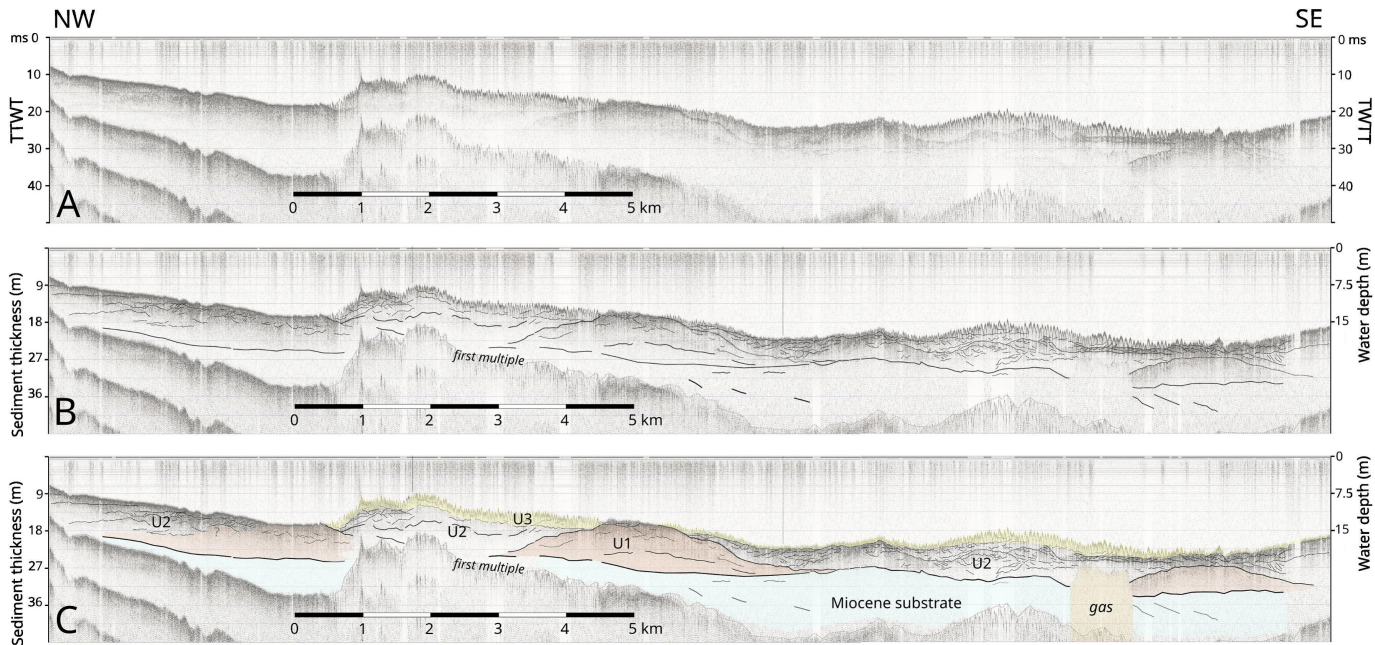 NW SE
ms 0 0 ms
10 10
TTWT 20 20 TWTT
30 30
40 40
A
0 1 2 3 4 5 km
Sediment thickness (m) Water depth (m)
0
9 7.5
18 15
27
first multiple
36
B
0 1 2 3 4 5 km
Sediment thickness (m) Water depth (m)
0
9 7.5
U2 U3
18 U2 U1 15
27 first multiple U2
36 Miocene substrate gas
C
0 1 2 3 4 5 km